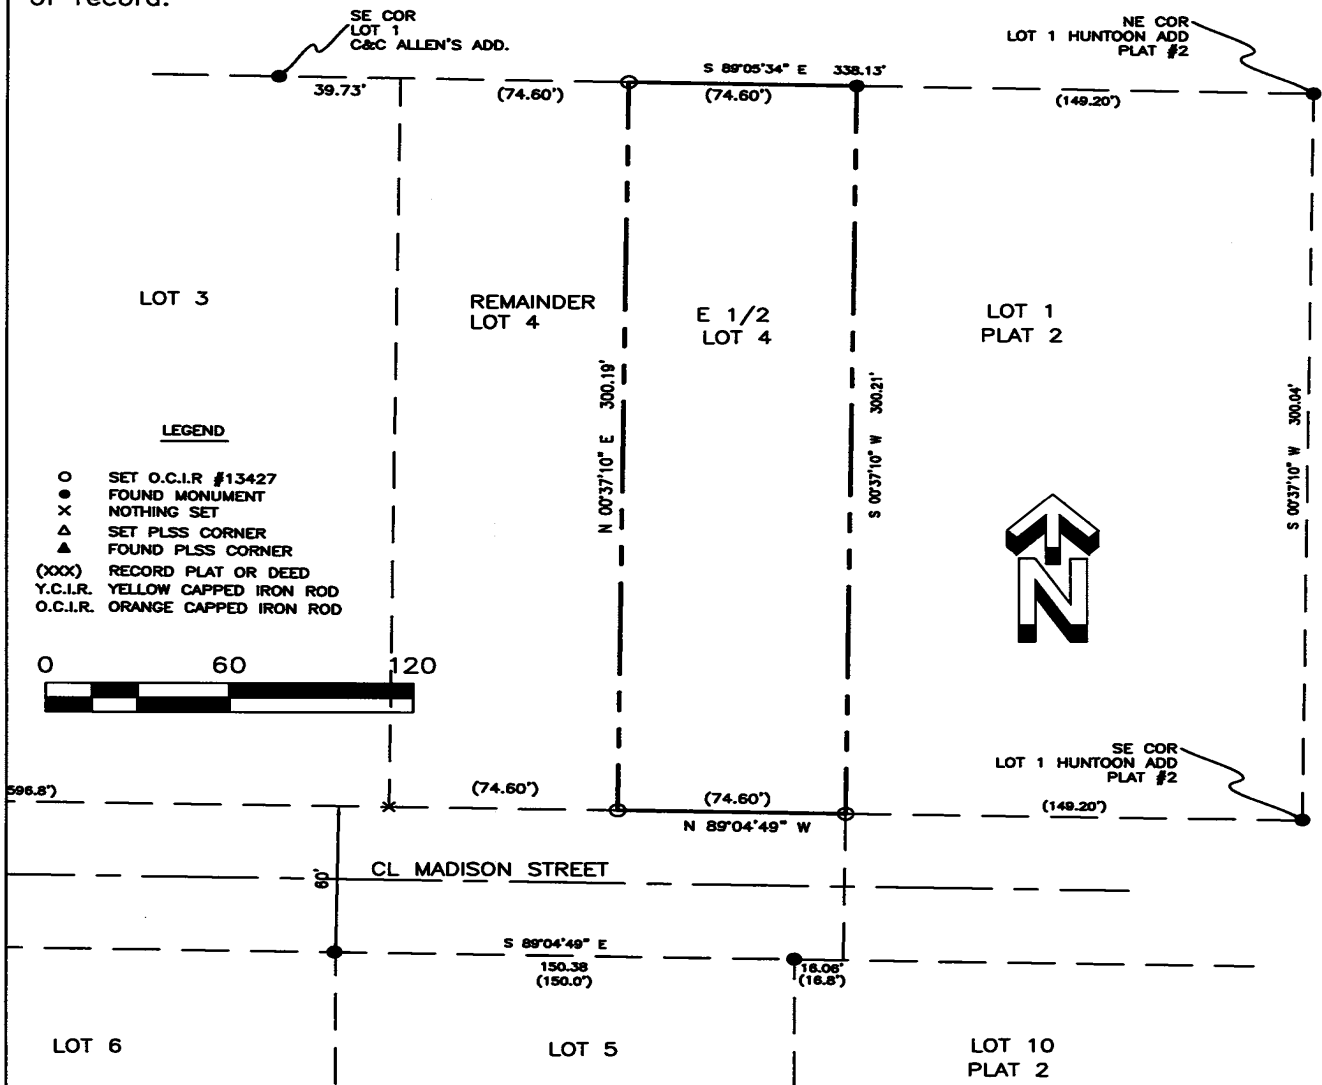 or record.
SE COR
LOT 1
C&C ALLEN'S ADD.
NE COR
LOT 1 HUNTOON ADD
PLAT #2
39.73'
(74.60')
S 89°05'34" E 338.13'
(74.60')
(149.20')
LOT 3
REMAINDER
LOT 4
E 1/2
LOT 4
LOT 1
PLAT 2
N 00°37'10" E 300.19'
S 00°37'10" W 300.21'
S 00°37'10" W 300.04'
LEGEND
SET O.C.I.R #13427
FOUND MONUMENT
NOTHING SET
SET PLSS CORNER
FOUND PLSS CORNER
(XXX) RECORD PLAT OR DEED
Y.C.I.R. YELLOW CAPPED IRON ROD
O.C.I.R. ORANGE CAPPED IRON ROD
N
0 60 120
SE COR
LOT 1 HUNTOON ADD
PLAT #2
596.8')
(74.60')
(74.60')
(149.20')
N 89°04'49" W
60'
CL MADISON STREET
S 89°04'49" E
150.38
(150.0')
16.06'
(16.8')
LOT 6
LOT 5
LOT 10
PLAT 2